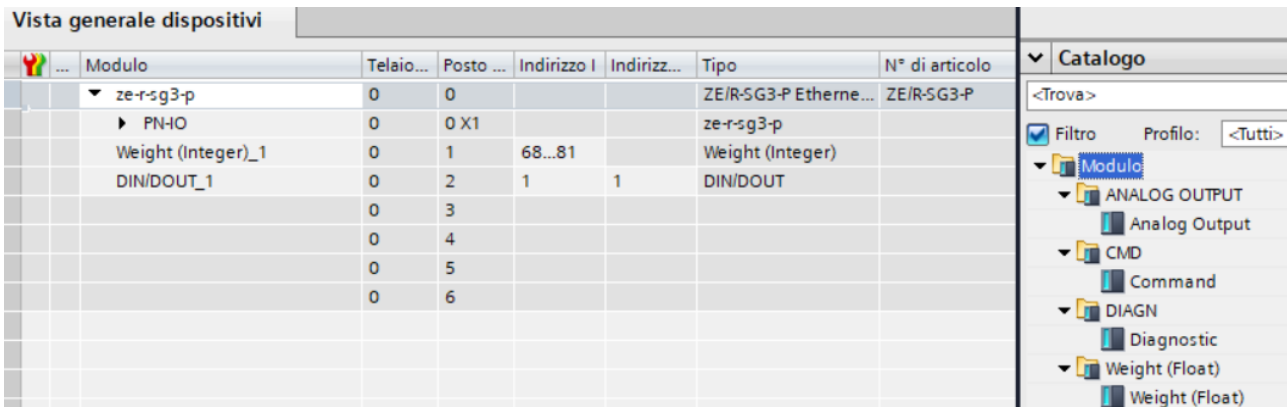 Vista generale dispositivi
... Modulo Telaio... Posto ... Indirizzo I Indirizz... Tipo N° di articolo
ze-r-sg3-p 0 0 ZE/R-SG3-P Etherne... ZE/R-SG3-P
PN-IO 0 0 X1 ze-r-sg3-p
Weight (Integer)_1 0 1 68...81 Weight (Integer)
DIN/DOUT_1 0 2 1 1 DIN/DOUT
0 3
0 4
0 5
0 6
Catalogo
<Trova>
Filtro Profilo: <Tutti>
Modulo
ANALOG OUTPUT
Analog Output
CMD
Command
DIAGN
Diagnostic
Weight (Float)
Weight (Float)